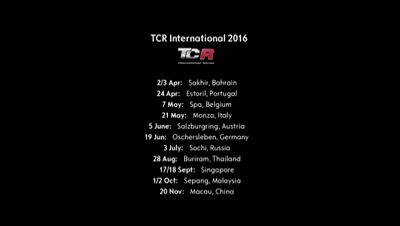 TCR International 2016
TCR
2/3 Apr: Sakhir, Bahrain
24 Apr: Estoril, Portugal
7 May: Spa, Belgium
21 May: Monza, Italy
5 June: Salzburgring, Austria
19 Jun: Oschersleben, Germany
3 July: Sochi, Russia
28 Aug: Buriram, Thailand
17/18 Sept: Singapore
1/2 Oct: Sepang, Malaysia
20 Nov: Macau, China